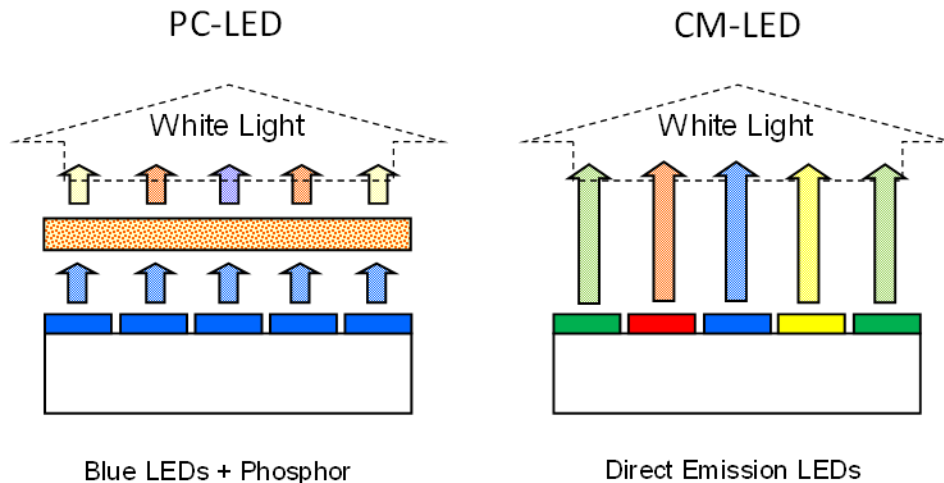 PC-LED
CM-LED
White Light
White Light
Blue LEDs + Phosphor
Direct Emission LEDs